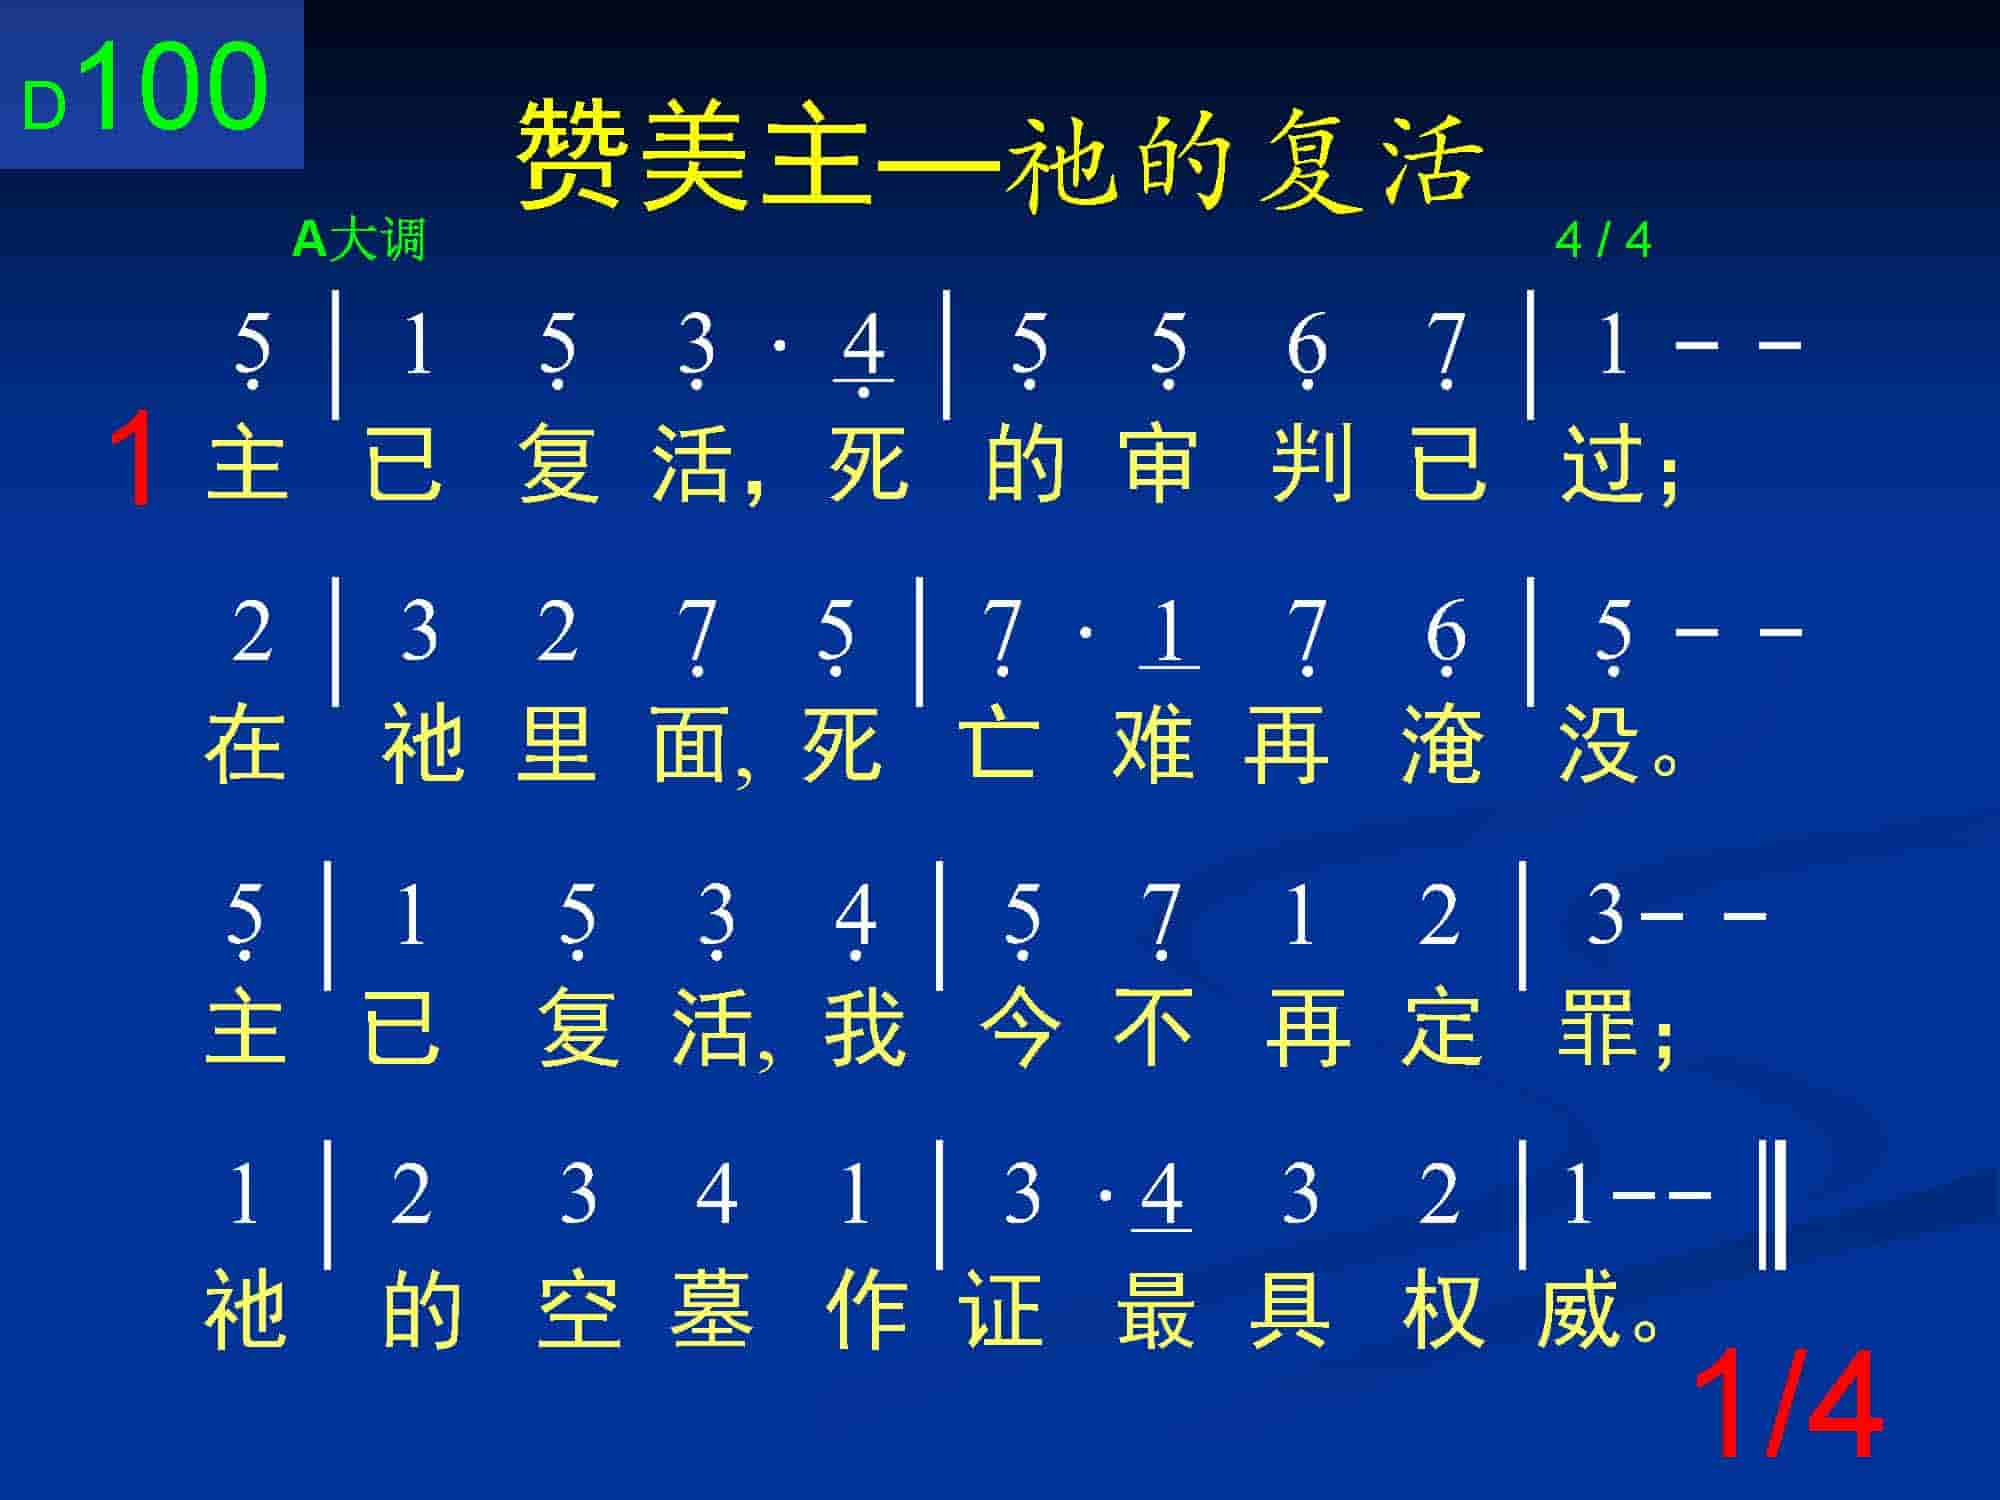 D100
赞美主—祂的复活
A大调 4 / 4
5̣ | 1 5̣ 3̣ · 4̣̲ | 5̣ 5̣ 6̣ 7̣ | 1 - -
1 主 已 复 活，死 的 审 判 已 过；
2 | 3 2 7̣ 5̣ | 7̣ · 1̲ 7̣ 6̣ | 5̣ - -
在 祂 里 面, 死 亡 难 再 淹 没。
5̣ | 1 5̣ 3̣ 4̣ | 5̣ 7̣ 1 2 | 3 - -
主 已 复 活, 我 今 不 再 定 罪；
1 | 2 3 4 1 | 3 · 4̲ 3 2 | 1 - - ‖
祂 的 空 墓 作 证 最 具 权 威。
1/4